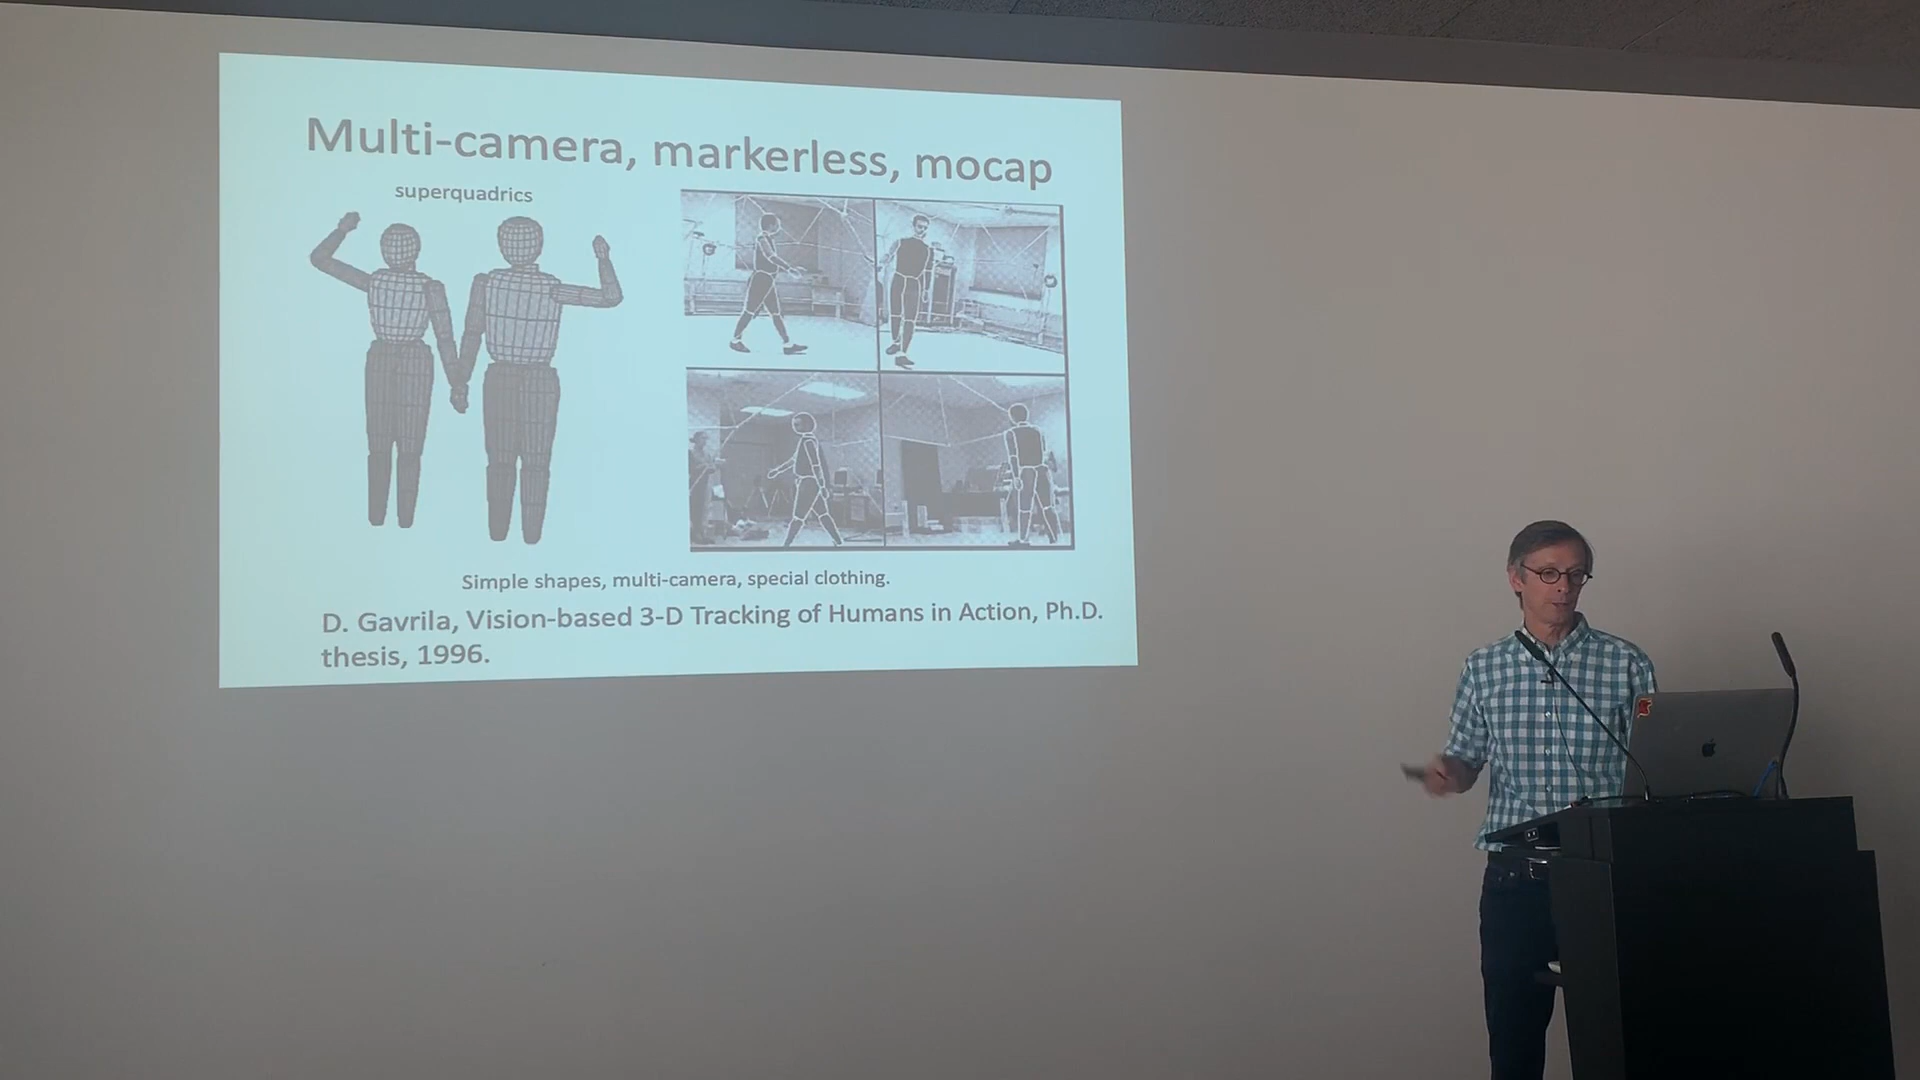 Multi-camera, markerless, mocap
superquadrics
Simple shapes, multi-camera, special clothing.
D. Gavrila, Vision-based 3-D Tracking of Humans in Action, Ph.D.
thesis, 1996.